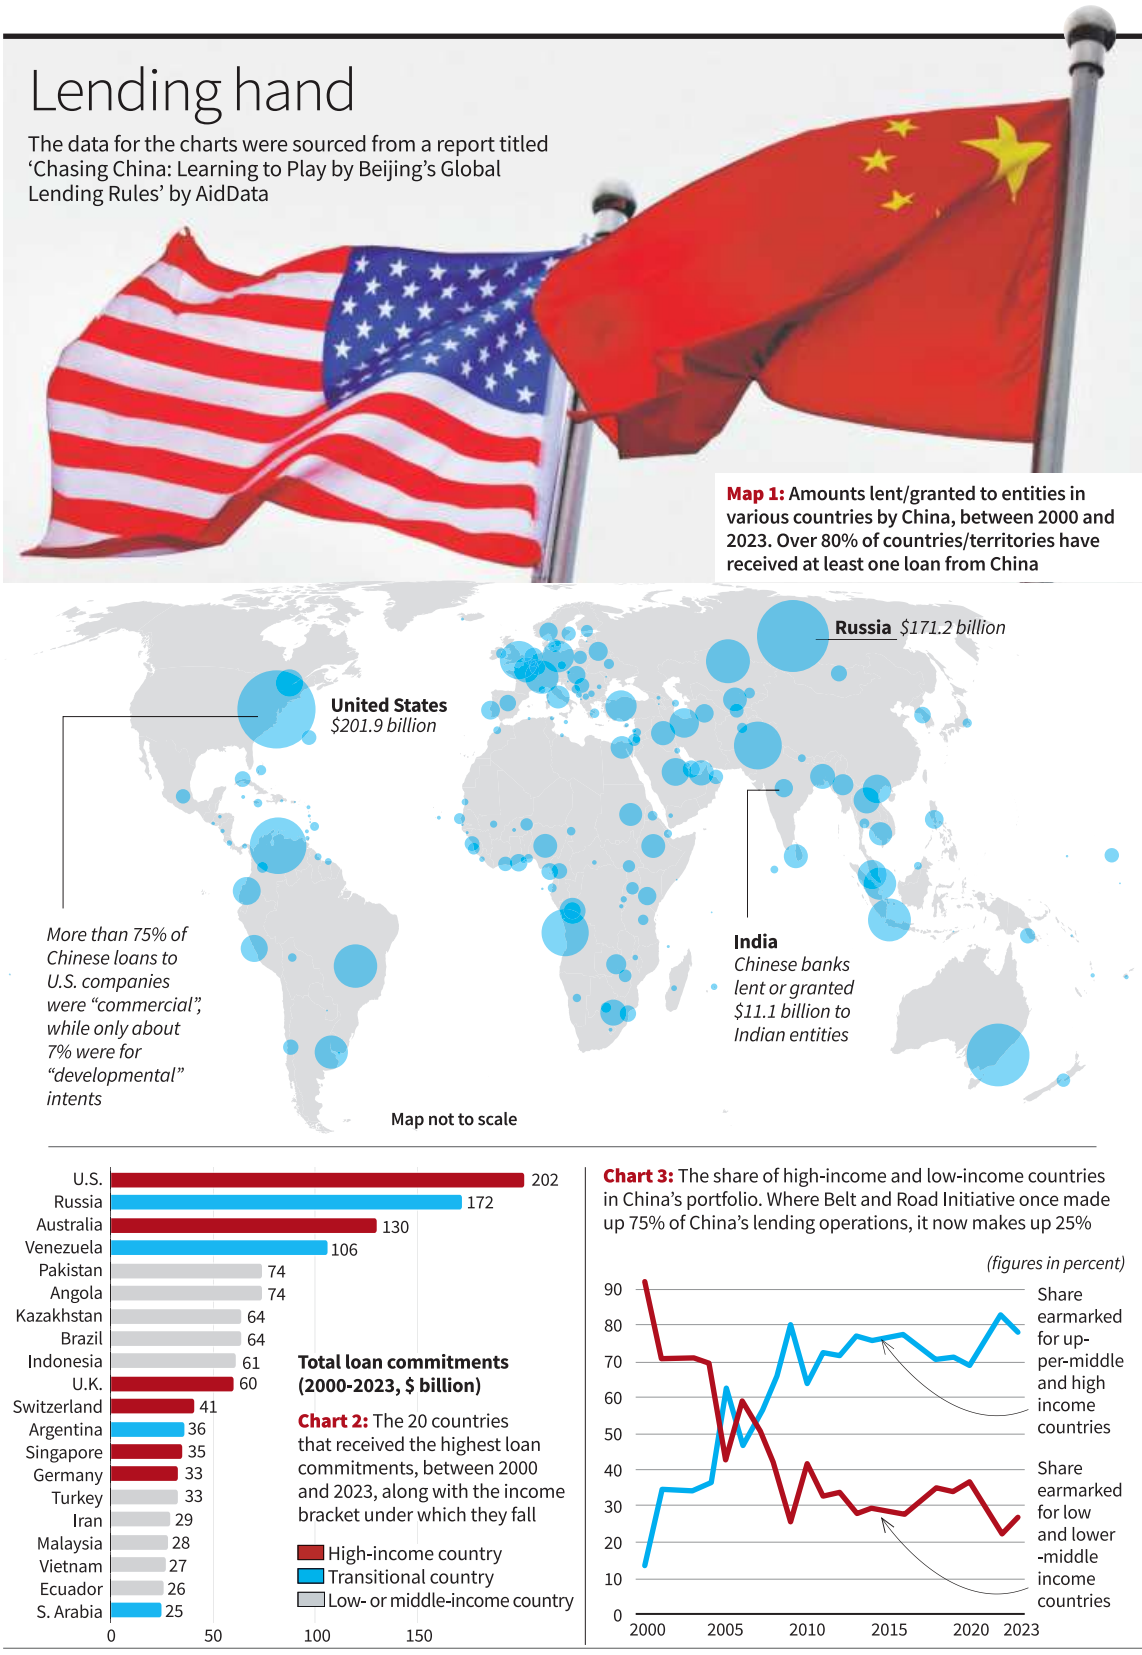 Lending hand
The data for the charts were sourced from a report titled
‘Chasing China: Learning to Play by Beijing’s Global
Lending Rules’ by AidData
Map 1: Amounts lent/granted to entities in
various countries by China, between 2000 and
2023. Over 80% of countries/territories have
received at least one loan from China
Russia $171.2 billion
United States
$201.9 billion
More than 75% of
Chinese loans to
U.S. companies
were “commercial”,
while only about
7% were for
“developmental”
intents
India
Chinese banks
lent or granted
$11.1 billion to
Indian entities
Map not to scale
U.S. 202
Russia 172
Australia 130
Venezuela 106
Pakistan 74
Angola 74
Kazakhstan 64
Brazil 64
Indonesia 61
U.K. 60
Switzerland 41
Argentina 36
Singapore 35
Germany 33
Turkey 33
Iran 29
Malaysia 28
Vietnam 27
Ecuador 26
S. Arabia 25
0 50 100 150
Total loan commitments
(2000-2023, $ billion)
Chart 2: The 20 countries
that received the highest loan
commitments, between 2000
and 2023, along with the income
bracket under which they fall
High-income country
Transitional country
Low- or middle-income country
Chart 3: The share of high-income and low-income countries
in China’s portfolio. Where Belt and Road Initiative once made
up 75% of China’s lending operations, it now makes up 25%
(figures in percent)
90
80
70
60
50
40
30
20
10
0
2000 2005 2010 2015 2020 2023
Share
earmarked
for up-
per-middle
and high
income
countries
Share
earmarked
for low
and lower
-middle
income
countries